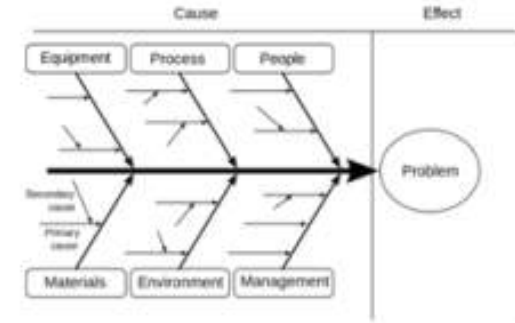 Cause
Effect
Equipment
Process
People
Problem
Secondary
cause
Primary
cause
Materials
Environment
Management